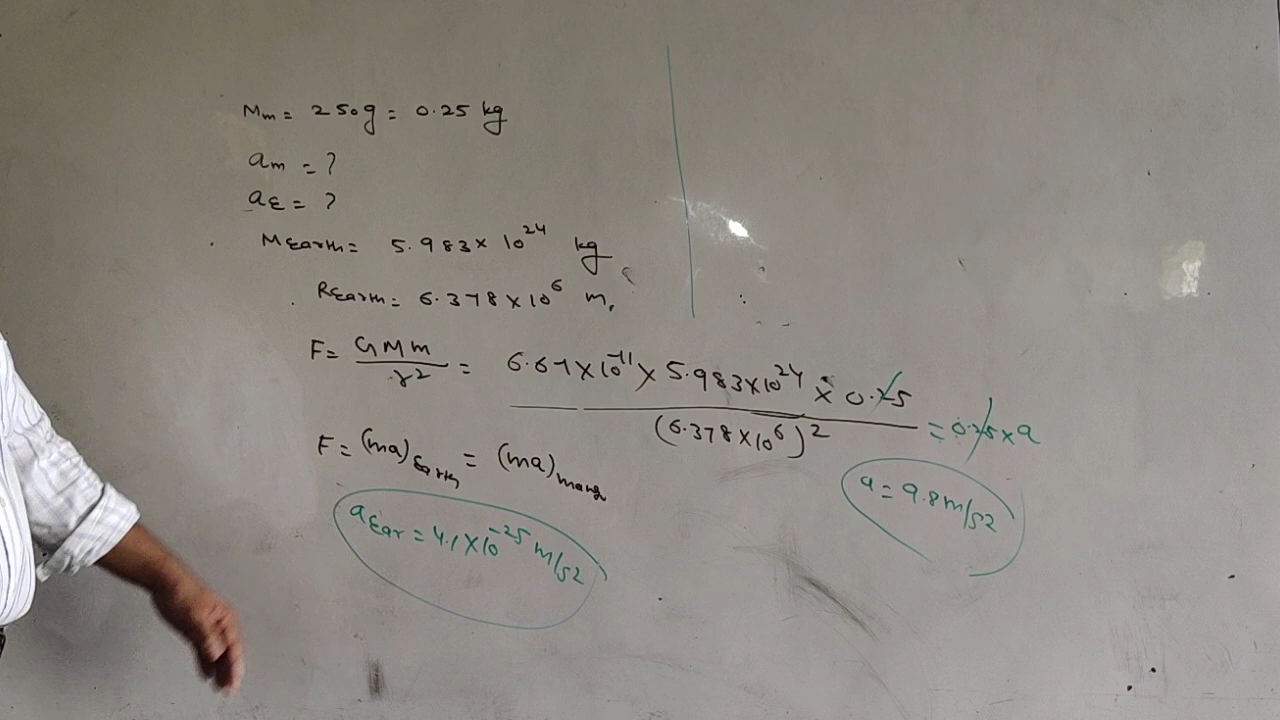 Mm = 250g = 0.25 kg
am = ?
aE = ?
MEarth = 5.983 × 10^24 kg
REarth = 6.378 × 10^6 m,
F = GMm / r^2 = 6.67 × 10^-11 × 5.983 × 10^24 × 0.25 / (6.378 × 10^6)^2 = 0.25 × a
F = (ma)Earth = (ma)mango
a = 9.8 m/s2
aEar = 4.1 × 10^-25 m/s2